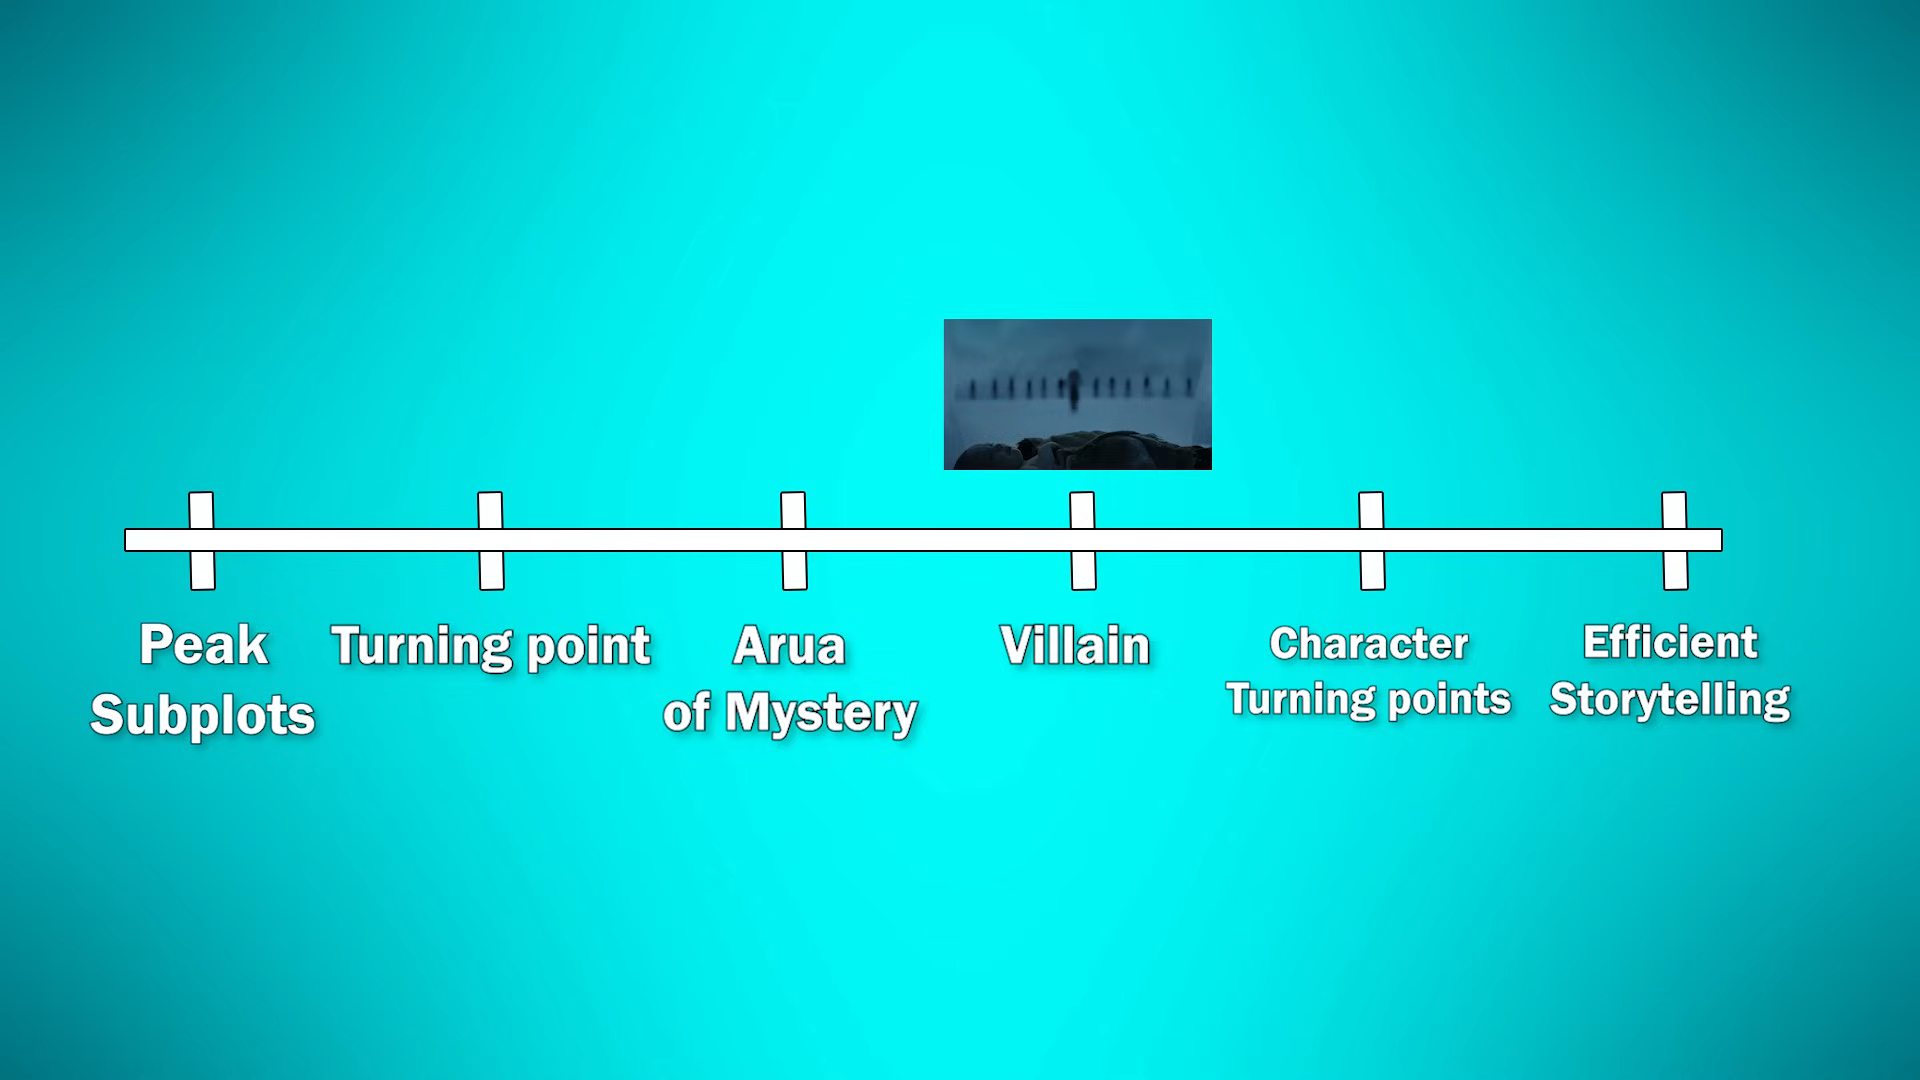 Peak
Subplots
Turning point
Arua
of Mystery
Villain
Character
Turning points
Efficient
Storytelling